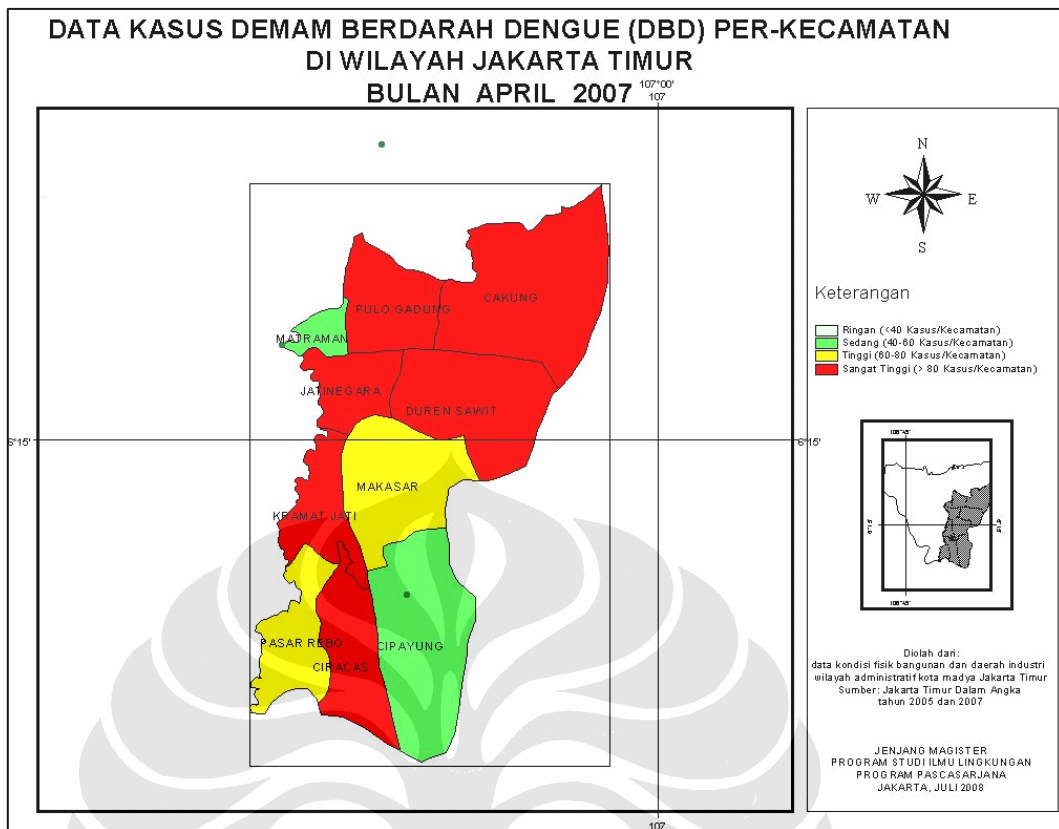 DATA KASUS DEMAM BERDARAH DENGUE (DBD) PER-KECAMATAN
DI WILAYAH JAKARTA TIMUR
BULAN APRIL 2007
107°00'
107
N
W
E
S
CAKUNG
PULO GADUNG
MATRAMAN
JATINEGARA
DUREN SAWIT
6°15'
6°15'
MAKASAR
KRAMAT JATI
PASAR REBO
CIPAYUNG
CIRACAS
107
Keterangan
Ringan (<40 Kasus/Kecamatan)
Sedang (40-60 Kasus/Kecamatan)
Tinggi (60-80 Kasus/Kecamatan)
Sangat Tinggi (> 80 Kasus/Kecamatan)
106°45'
106°45'
Diolah dari:
data kondisi fisik bangunan dan daerah industri
wilayah administratif kota madya Jakarta Timur
Sumber: Jakarta Timur Dalam Angka
tahun 2005 dan 2007
JENJANG MAGISTER
PROGRAM STUDI ILMU LINGKUNGAN
PROGRAM PASCASARJANA
JAKARTA, JULI 2008